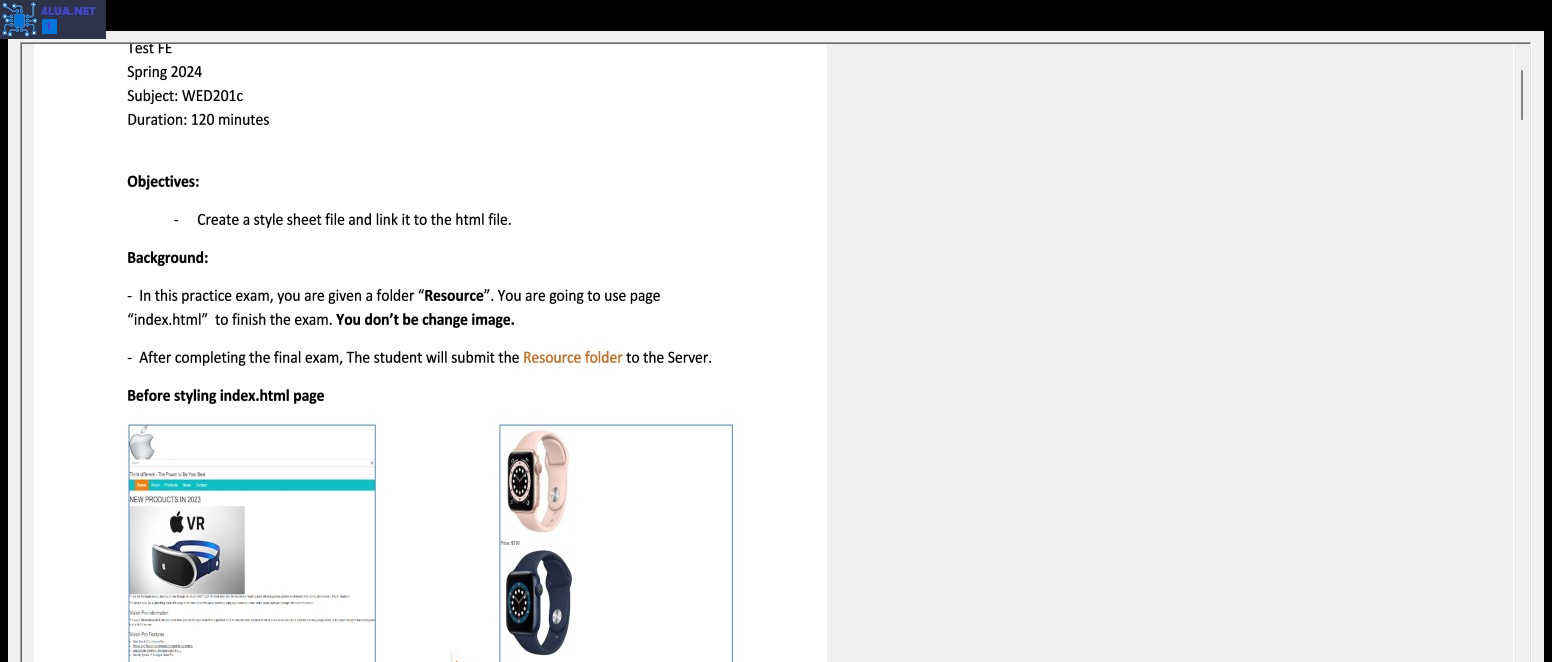 4LUA.NET
Test FE
Spring 2024
Subject: WED201c
Duration: 120 minutes
Objectives:
- Create a style sheet file and link it to the html file.
Background:
- In this practice exam, you are given a folder “Resource”. You are going to use page
“index.html” to finish the exam. You don’t be change image.
- After completing the final exam, The student will submit the Resource folder to the Server.
Before styling index.html page
Think different - The Power to Be Your Best
Home About Products News Contact
NEW PRODUCTS IN 2023
VR
Vision Pro information
Vision Pro Features